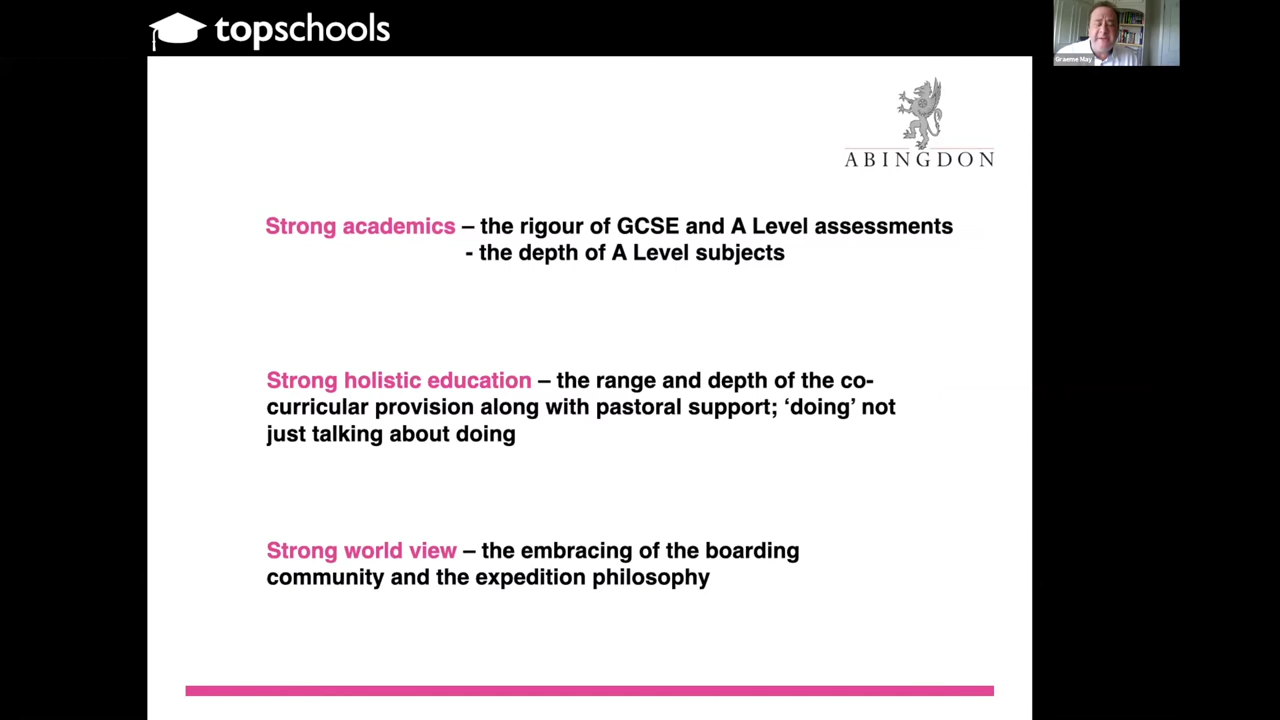 topschools
Graeme May
ABINGDON
Strong academics – the rigour of GCSE and A Level assessments
- the depth of A Level subjects
Strong holistic education – the range and depth of the co-
curricular provision along with pastoral support; ‘doing’ not
just talking about doing
Strong world view – the embracing of the boarding
community and the expedition philosophy